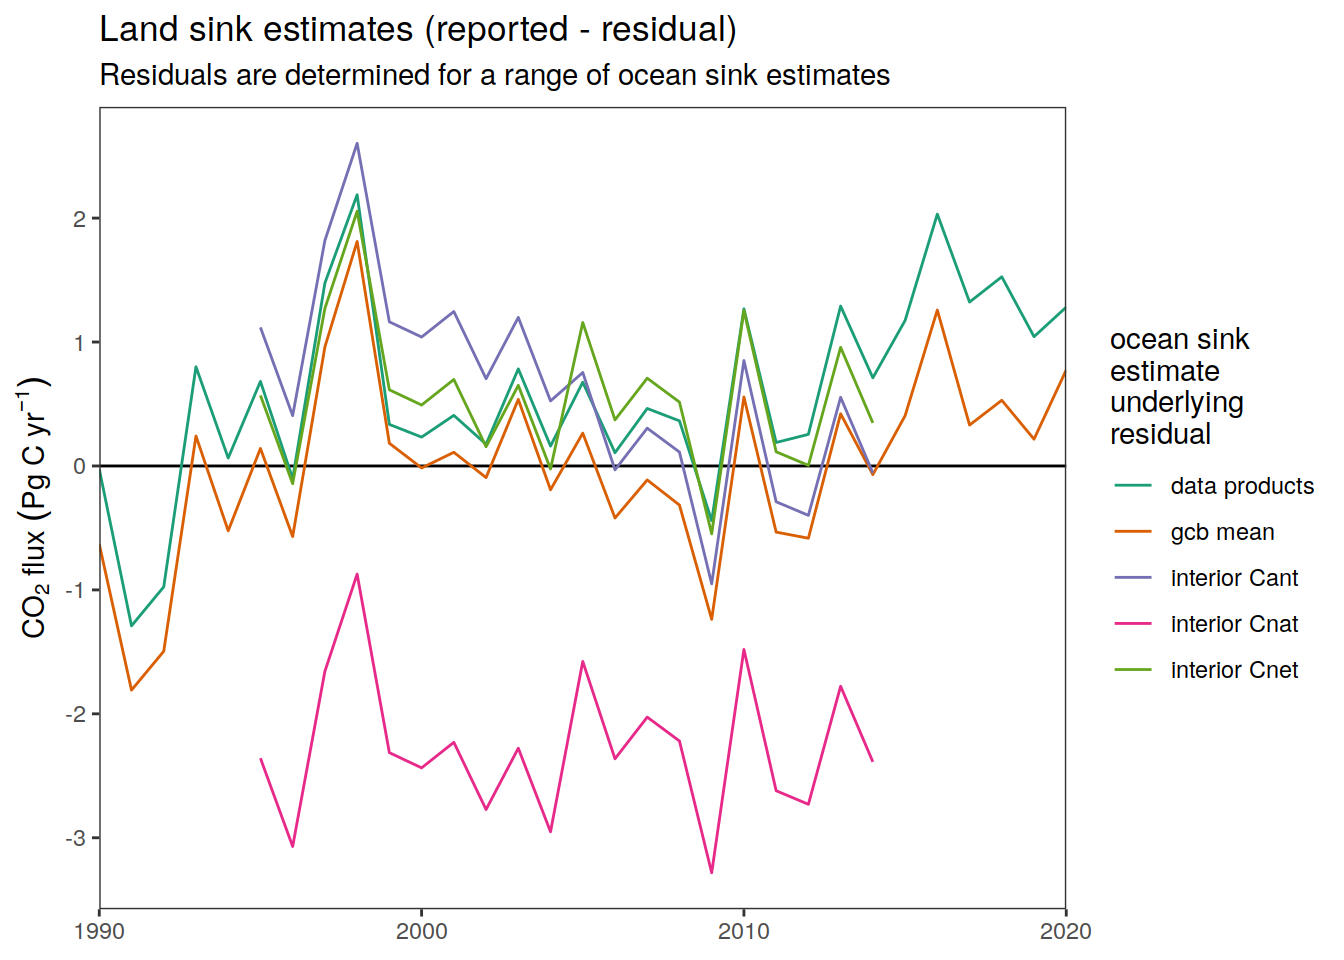 Land sink estimates (reported - residual)
Residuals are determined for a range of ocean sink estimates
CO₂ flux (Pg C yr⁻¹)
2
1
0
-1
-2
-3
1990
2000
2010
2020
ocean sink
estimate
underlying
residual
data products
gcb mean
interior Cant
interior Cnat
interior Cnet